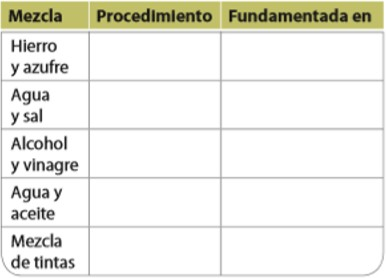 Mezcla Procedimiento Fundamentada en
Hierro
y azufre
Agua
y sal
Alcohol
y vinagre
Agua y
aceite
Mezcla
de tintas